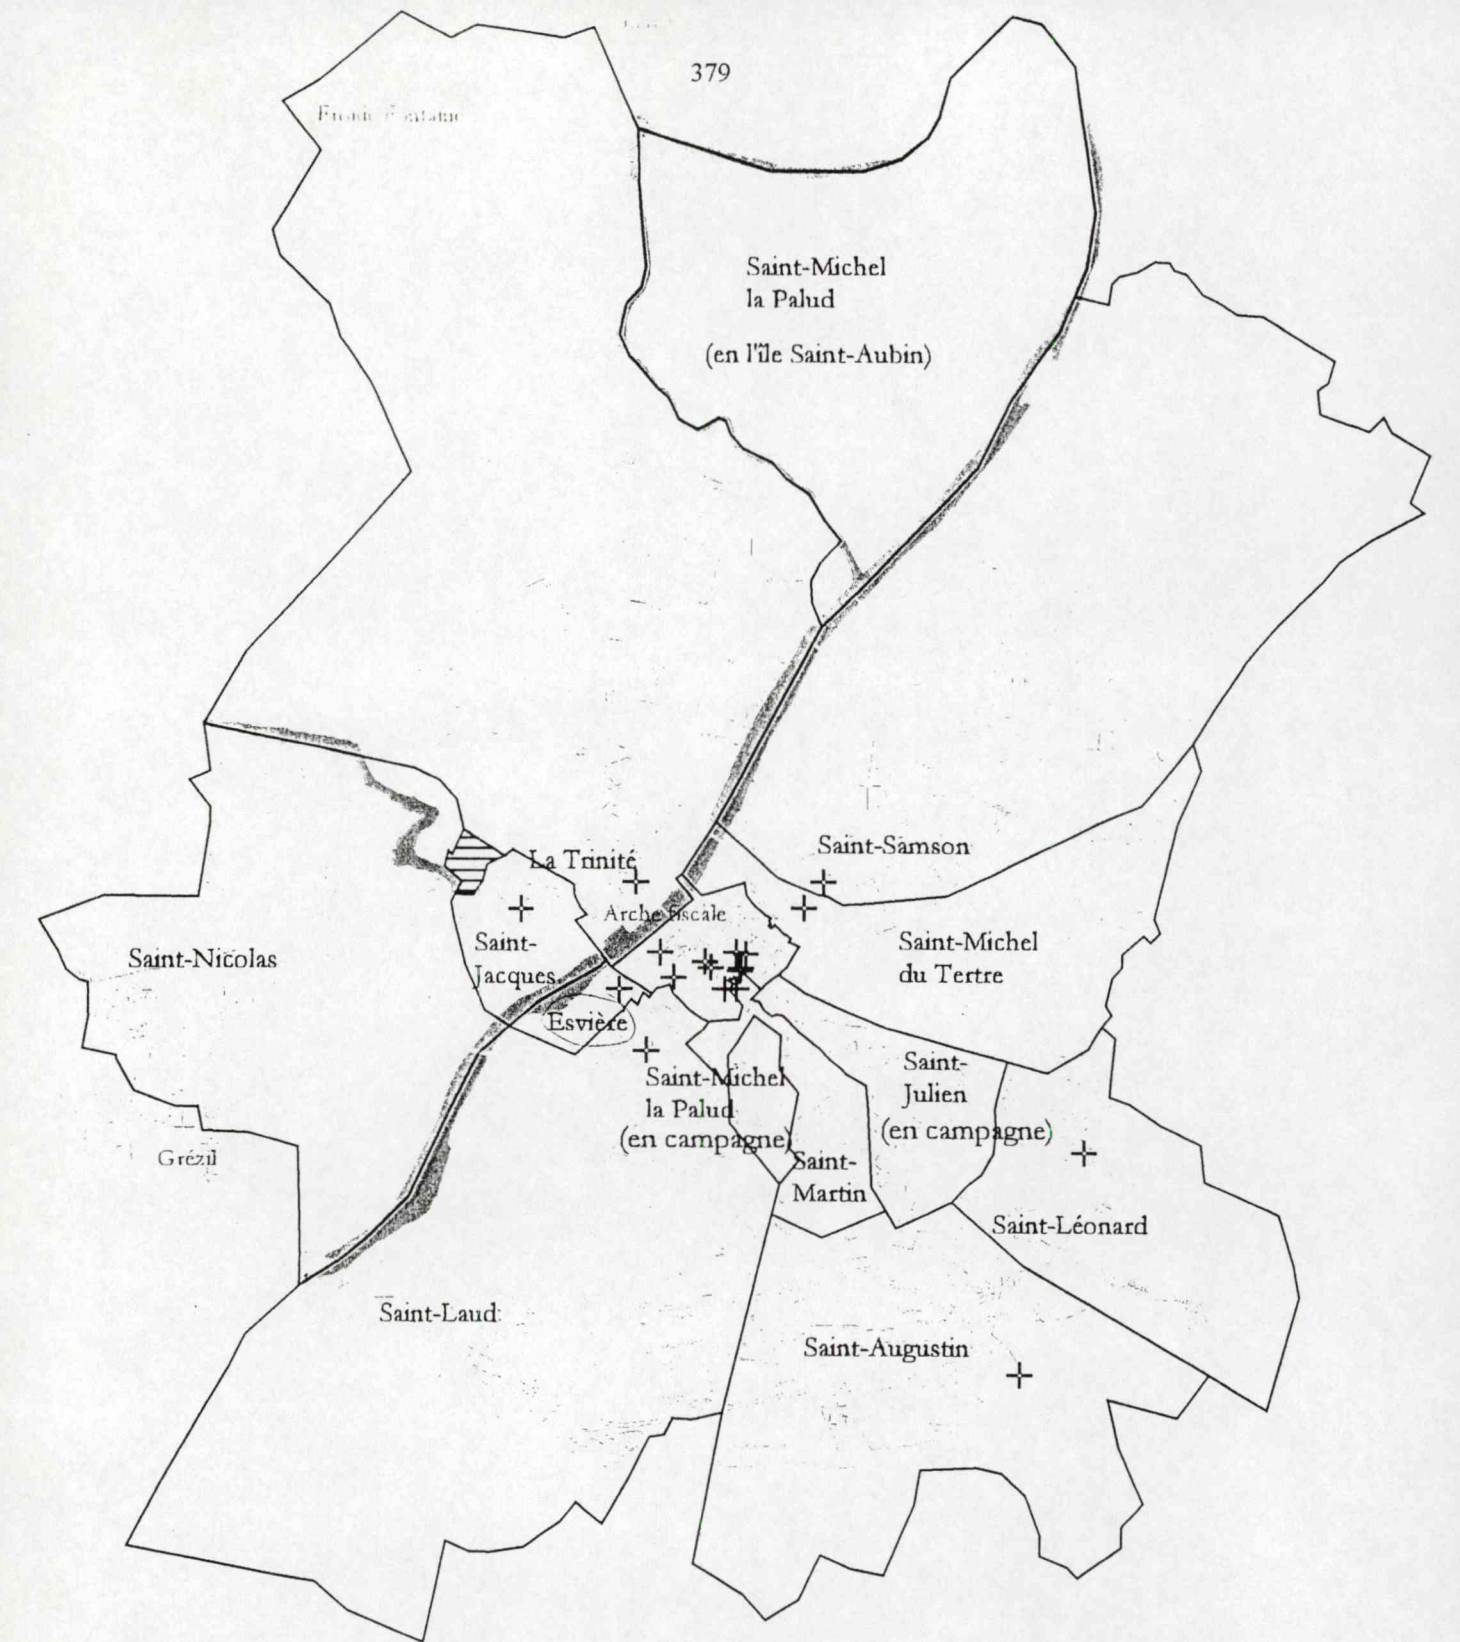 379
Saint-Michel
la Palud
(en l'île Saint-Aubin)
La Trinité
Saint-Samson
Arche fiscale
Saint-Nicolas
Saint-
Jacques
Saint-Michel
du Tertre
Esvière
Saint-Michel
la Palud
(en campagne)
Saint-
Julien
(en campagne)
Grézil
Saint-
Martin
Saint-Léonard
Saint-Laud
Saint-Augustin